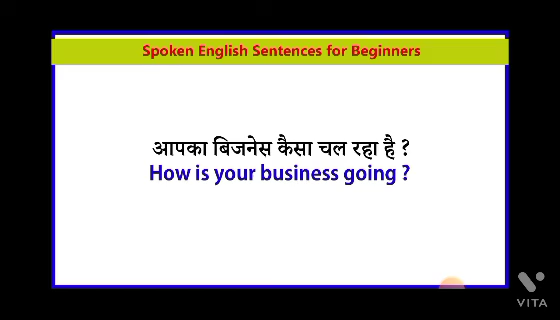 Spoken English Sentences for Beginners
आपका बिजनेस कैसा चल रहा है ?
How is your business going ?
VITA